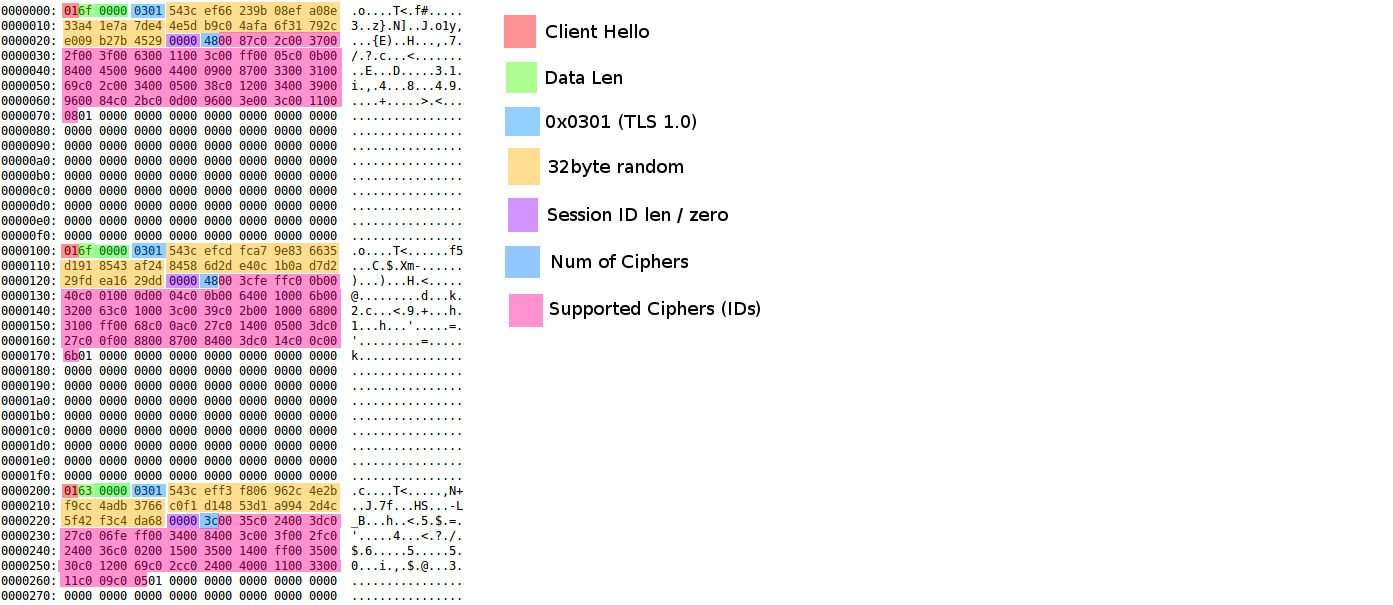 0000000: 016f 0000 0301 543c ef66 239b 08ef a08e .o....T<.f#.....
0000010: 33a4 1e7a 7de4 4e5d b9c0 4afa 6f31 792c 3..z}.N]..J.o1y,
0000020: e009 b27b 4529 0000 4800 87c0 2c00 3700 ...{E)..H...,.7.
0000030: 2f00 3f00 6300 1100 3c00 ff00 05c0 0b00 /.?.c...<.......
0000040: 8400 4500 9600 4400 0900 8700 3300 3100 ..E...D.....3.1.
0000050: 69c0 2c00 3400 0500 38c0 1200 3400 3900 i.,.4...8...4.9.
0000060: 9600 84c0 2bc0 0d00 9600 3e00 3c00 1100 ....+.....>.<...
0000070: 0801 0000 0000 0000 0000 0000 0000 0000 ................
0000080: 0000 0000 0000 0000 0000 0000 0000 0000 ................
0000090: 0000 0000 0000 0000 0000 0000 0000 0000 ................
00000a0: 0000 0000 0000 0000 0000 0000 0000 0000 ................
00000b0: 0000 0000 0000 0000 0000 0000 0000 0000 ................
00000c0: 0000 0000 0000 0000 0000 0000 0000 0000 ................
00000d0: 0000 0000 0000 0000 0000 0000 0000 0000 ................
00000e0: 0000 0000 0000 0000 0000 0000 0000 0000 ................
00000f0: 0000 0000 0000 0000 0000 0000 0000 0000 ................
0000100: 016f 0000 0301 543c efcd fca7 9e83 6635 .o....T<......f5
0000110: d191 8543 af24 8458 6d2d e40c 1b0a d7d2 ...C.$.Xm-......
0000120: 29fd ea16 29dd 0000 4800 3cfe ffc0 0b00 )...)...H.<.....
0000130: 40c0 0100 0d00 04c0 0b00 6400 1000 6b00 @.........d...k.
0000140: 3200 63c0 1000 3c00 39c0 2b00 1000 6800 2.c...<.9.+...h.
0000150: 3100 ff00 68c0 0ac0 27c0 1400 0500 3dc0 1...h...'.....=.
0000160: 27c0 0f00 8800 8700 8400 3dc0 14c0 0c00 '.........=.....
0000170: 6b01 0000 0000 0000 0000 0000 0000 0000 k...............
0000180: 0000 0000 0000 0000 0000 0000 0000 0000 ................
0000190: 0000 0000 0000 0000 0000 0000 0000 0000 ................
00001a0: 0000 0000 0000 0000 0000 0000 0000 0000 ................
00001b0: 0000 0000 0000 0000 0000 0000 0000 0000 ................
00001c0: 0000 0000 0000 0000 0000 0000 0000 0000 ................
00001d0: 0000 0000 0000 0000 0000 0000 0000 0000 ................
00001e0: 0000 0000 0000 0000 0000 0000 0000 0000 ................
00001f0: 0000 0000 0000 0000 0000 0000 0000 0000 ................
0000200: 0163 0000 0301 543c eff3 f806 962c 4e2b .c....T<.....,N+
0000210: f9cc 4adb 3766 c0f1 d148 53d1 a994 2d4c ..J.7f...HS...-L
0000220: 5f42 f3c4 da68 0000 3c00 35c0 2400 3dc0 _B...h..<.5.$.=.
0000230: 27c0 06fe ff00 3400 8400 3c00 3f00 2fc0 '.....4...<.?./.
0000240: 2400 36c0 0200 1500 3500 1400 ff00 3500 $.6.....5.....5.
0000250: 30c0 1200 69c0 2cc0 2400 4000 1100 3300 0...i.,.$.@...3.
0000260: 11c0 09c0 0501 0000 0000 0000 0000 0000 ................
0000270: 0000 0000 0000 0000 0000 0000 0000 0000 ................
Client Hello
Data Len
0x0301 (TLS 1.0)
32byte random
Session ID len / zero
Num of Ciphers
Supported Ciphers (IDs)